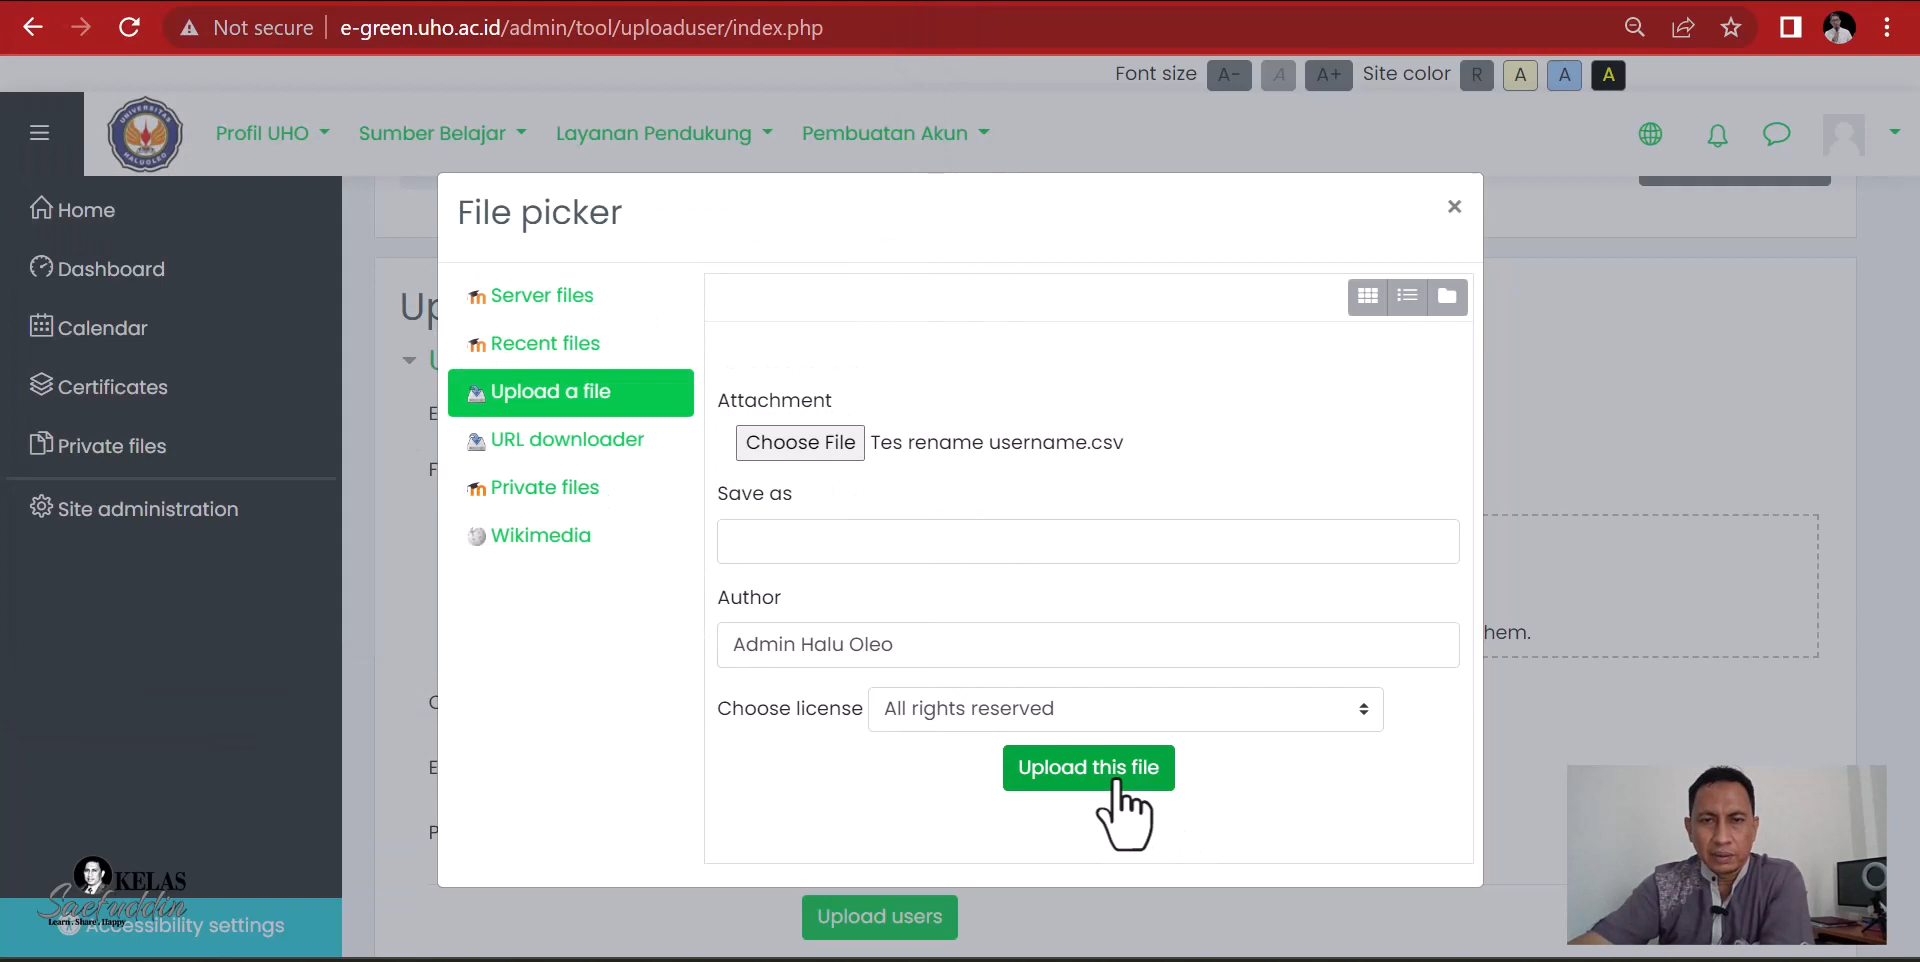 Not secure e-green.uho.ac.id/admin/tool/uploaduser/index.php
Font size A- A A+ Site color R A A A
Profil UHO Sumber Belajar Layanan Pendukung Pembuatan Akun
UNIVERSITAS
HALUOLEO
Home
Dashboard
Calendar
Certificates
Private files
Site administration
Accessibility settings
KELAS
Saefuddin
Learn. Share. Happy
File picker ×
Server files
Recent files
Upload a file
URL downloader
Private files
Wikimedia
Attachment
Choose File Tes rename username.csv
Save as
Author
Admin Halu Oleo
Choose license All rights reserved
Upload this file
Up
hem.
Upload users